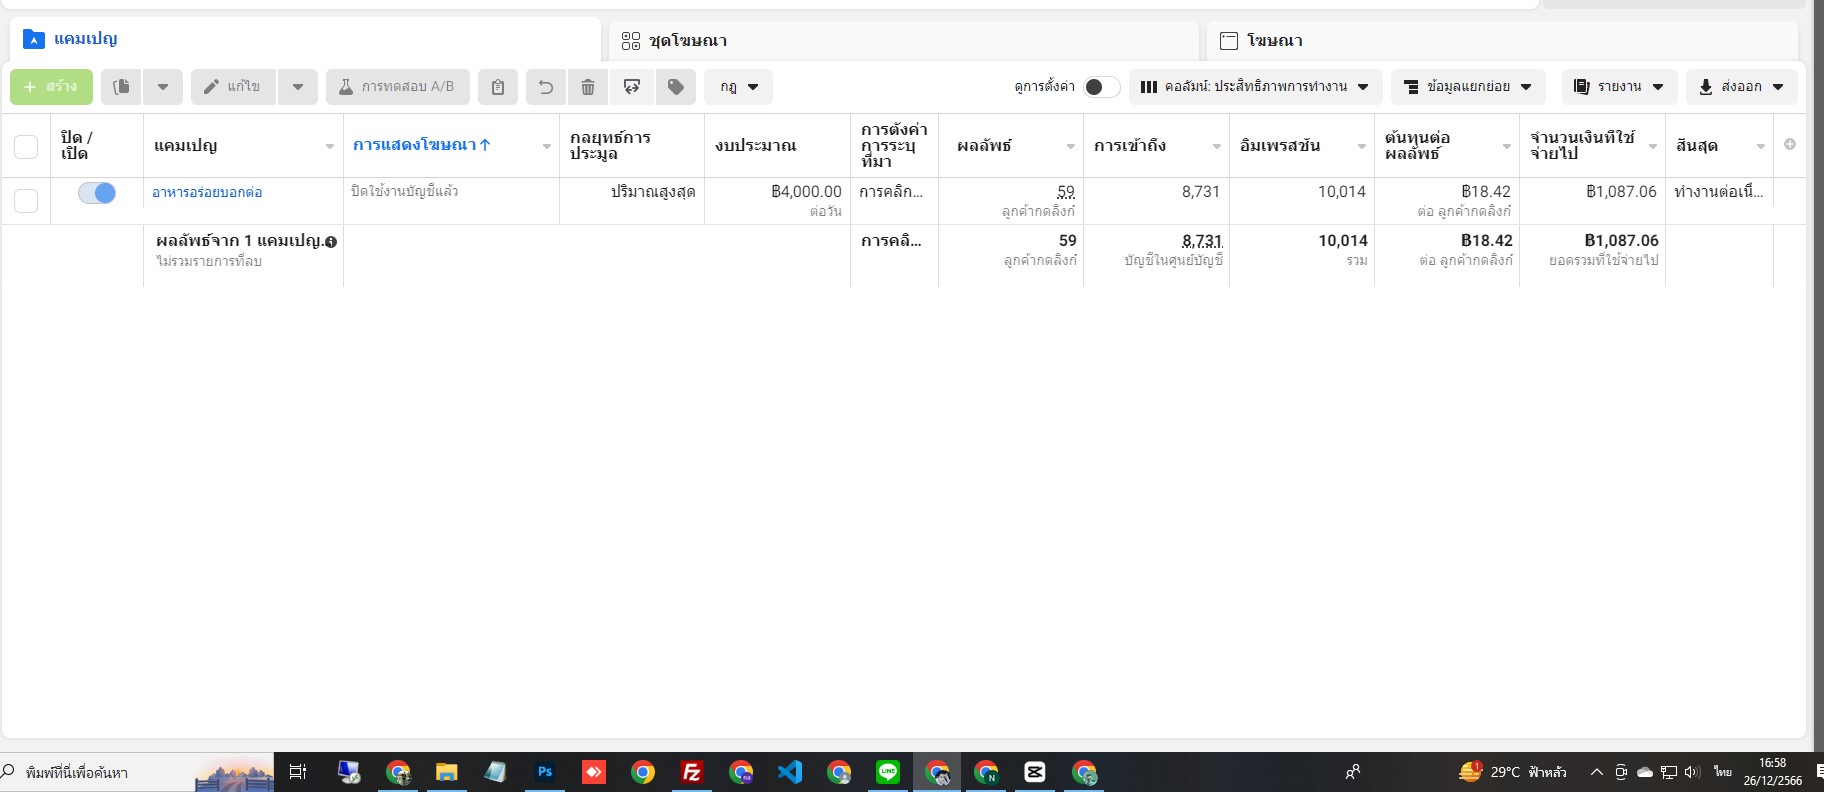 แคมเปญ
ชุดโฆษณา
โฆษณา
+ สร้าง
แก้ไข
การทดสอบ A/B
กฎ
ดูการตั้งค่า
คอลัมน์: ประสิทธิภาพการทำงาน
ข้อมูลแยกย่อย
รายงาน
ส่งออก
ปิด /
เปิด
แคมเปญ
การแสดงโฆษณา ↑
กลยุทธ์การ
ประมูล
งบประมาณ
การตั้งค่า
การระบุ
ที่มา
ผลลัพธ์
การเข้าถึง
อิมเพรสชัน
ต้นทุนต่อ
ผลลัพธ์
จำนวนเงินที่ใช้
จ่ายไป
สิ้นสุด
อาหารอร่อยบอกต่อ
ปิดใช้งานบัญชีแล้ว
ปริมาณสูงสุด
฿4,000.00
ต่อวัน
การคลิก...
59
ลูกค้ากดลิงก์
8,731
10,014
฿18.42
ต่อ ลูกค้ากดลิงก์
฿1,087.06
ทำงานต่อเนื่...
ผลลัพธ์จาก 1 แคมเปญ.
ไม่รวมรายการที่ลบ
การคลิ...
59
ลูกค้ากดลิงก์
8,731
บัญชีในศูนย์บัญชี
10,014
รวม
฿18.42
ต่อ ลูกค้ากดลิงก์
฿1,087.06
ยอดรวมที่ใช้จ่ายไป
พิมพ์ที่นี่เพื่อค้นหา
Ps
LINE
N
1
29°C ฟ้าหลัว
ไทย
16:58
26/12/2566